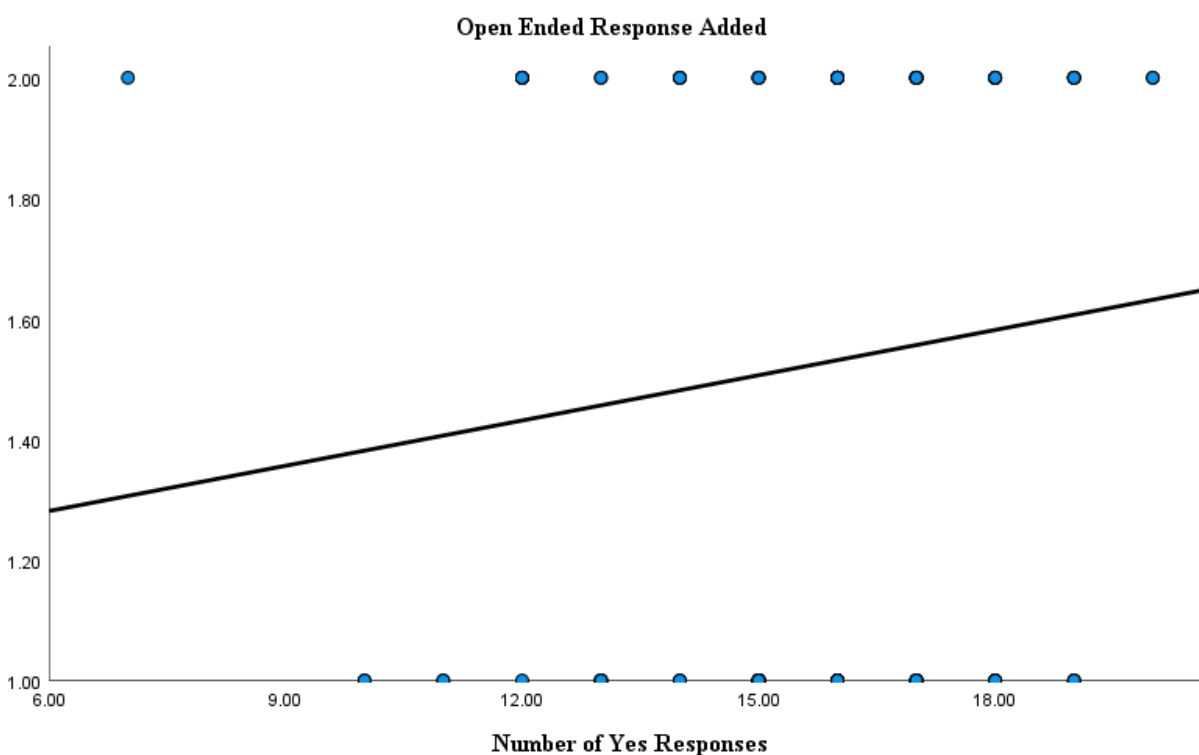 Open Ended Response Added
2.00
1.80
1.60
1.40
1.20
1.00
6.00 9.00 12.00 15.00 18.00
Number of Yes Responses